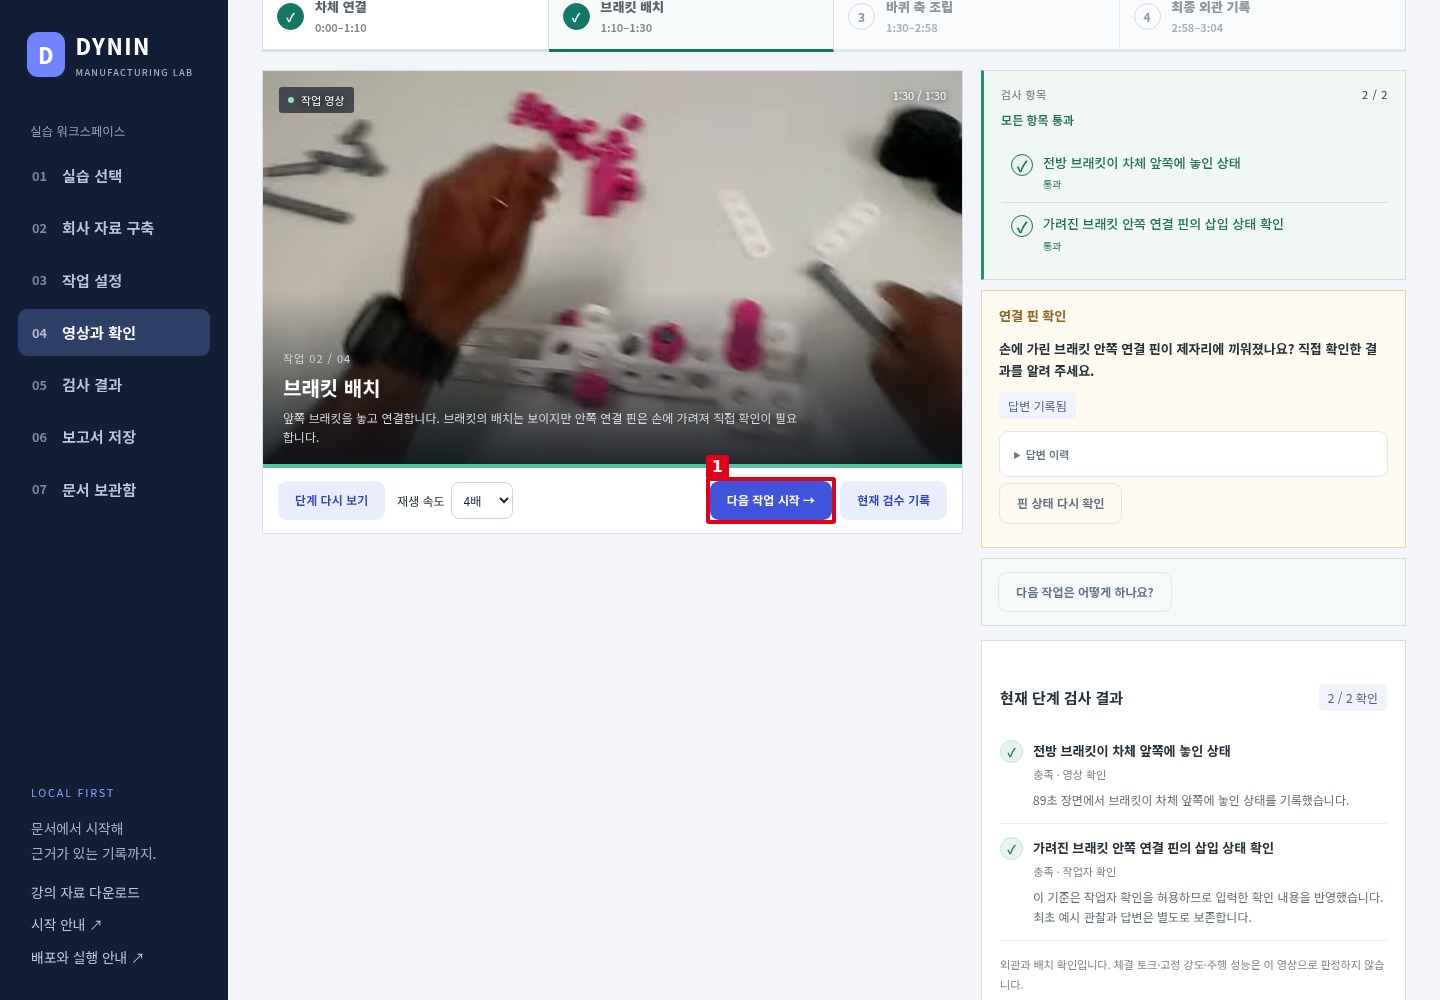 D
DYNIN
MANUFACTURING LAB
실습 워크스페이스
01 실습 선택
02 회사 자료 구축
03 작업 설정
04 영상과 확인
05 검사 결과
06 보고서 저장
07 문서 보관함
LOCAL FIRST
문서에서 시작해
근거가 있는 기록까지.
강의 자료 다운로드
시작 안내 ↗
배포와 실행 안내 ↗
✓ 차체 연결
0:00–1:10
✓ 브래킷 배치
1:10–1:30
3 바퀴 축 조립
1:30–2:58
4 최종 외관 기록
2:58–3:04
작업 영상
1:30 / 1:30
작업 02 / 04
브래킷 배치
앞쪽 브래킷을 놓고 연결합니다. 브래킷의 배치는 보이지만 안쪽 연결 핀은 손에 가려져 직접 확인이 필요
합니다.
단계 다시 보기
재생 속도 4배
1
다음 작업 시작 →
현재 검수 기록
검사 항목 2 / 2
모든 항목 통과
✓ 전방 브래킷이 차체 앞쪽에 놓인 상태
통과
✓ 가려진 브래킷 안쪽 연결 핀의 삽입 상태 확인
통과
연결 핀 확인
손에 가린 브래킷 안쪽 연결 핀이 제자리에 끼워졌나요? 직접 확인한 결
과를 알려 주세요.
답변 기록됨
▶ 답변 이력
핀 상태 다시 확인
다음 작업은 어떻게 하나요?
현재 단계 검사 결과 2 / 2 확인
✓ 전방 브래킷이 차체 앞쪽에 놓인 상태
충족 · 영상 확인
89초 장면에서 브래킷이 차체 앞쪽에 놓인 상태를 기록했습니다.
✓ 가려진 브래킷 안쪽 연결 핀의 삽입 상태 확인
충족 · 작업자 확인
이 기준은 작업자 확인을 허용하므로 입력한 확인 내용을 반영했습니다.
최초 예시 관찰과 답변은 별도로 보존합니다.
외관과 배치 확인입니다. 체결 토크·고정 강도·주행 성능은 이 영상으로 판정하지 않습
니다.